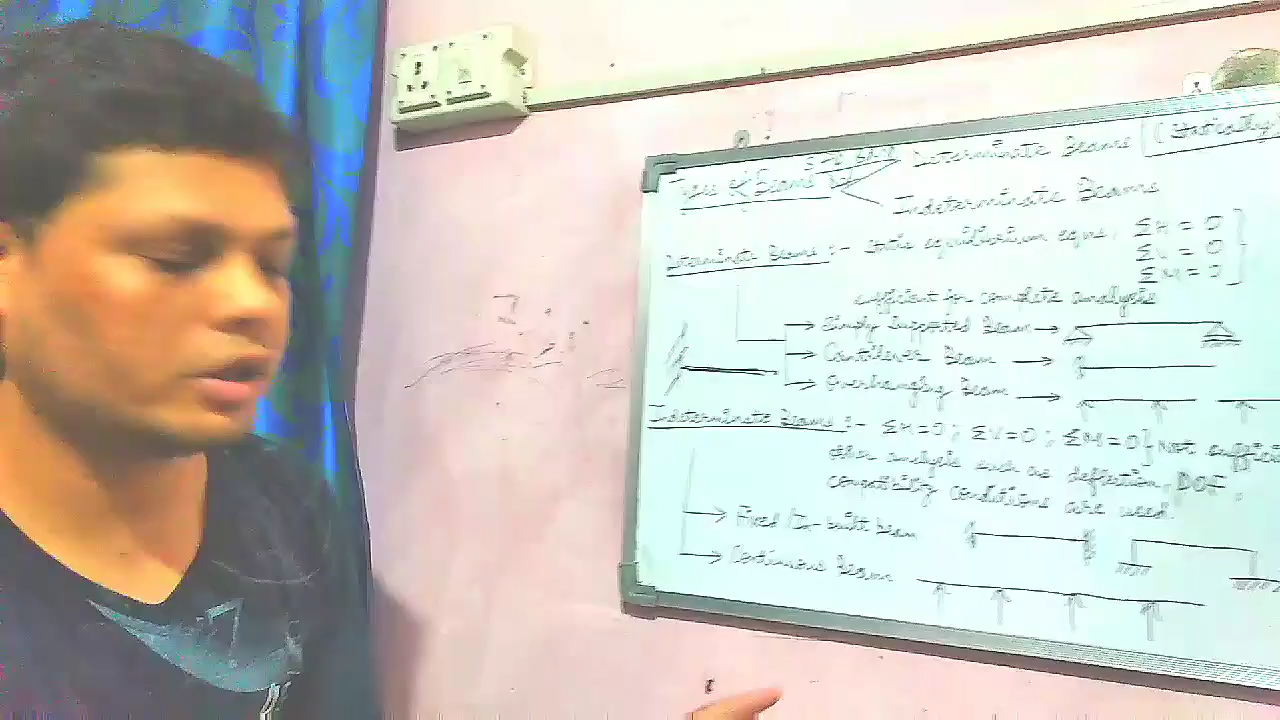 Determinate Beams (Statically
Types of Beams
Indeterminate Beams
Determinate Beams :- static equilibrium eqns. ΣH = 0
ΣV = 0
ΣM = 0
sufficient for complete analysis
Simply Supported Beam
Cantilever Beam
Overhanging Beam
Indeterminate Beams :- ΣH=0; ΣV=0; ΣM=0} Not
other analysis such as deflection, DOF,
compatibility conditions are used.
Fixed / In-built beam
Continuous Beam